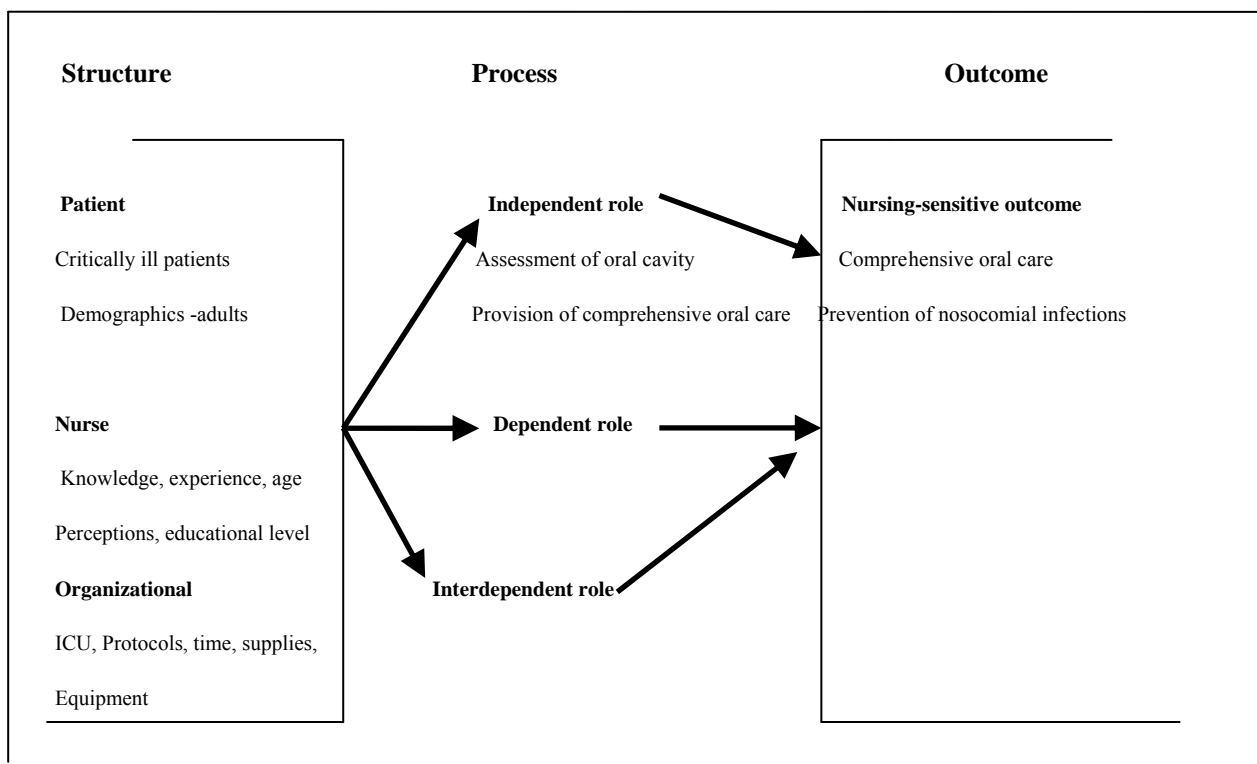 Structure Process Outcome
Patient
Critically ill patients
Demographics -adults
Nurse
Knowledge, experience, age
Perceptions, educational level
Organizational
ICU, Protocols, time, supplies,
Equipment
Independent role
Assessment of oral cavity
Provision of comprehensive oral care
Dependent role
Interdependent role
Nursing-sensitive outcome
Comprehensive oral care
Prevention of nosocomial infections